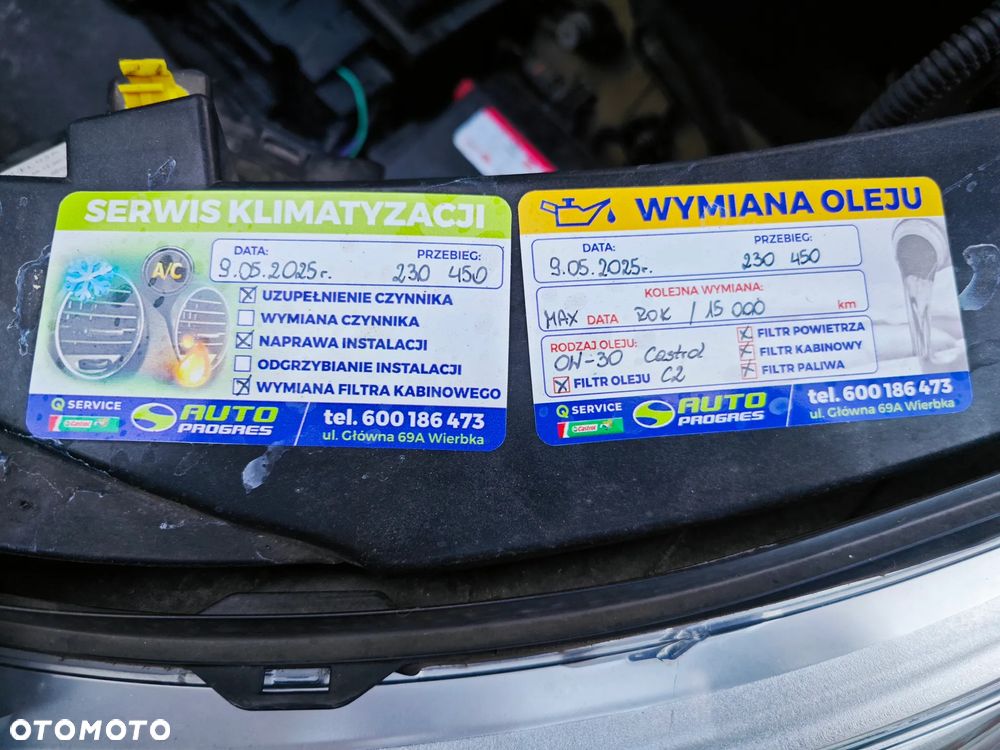 SERWIS KLIMATYZACJI
DATA: PRZEBIEG:
9.05.2025r. 230 450
A/C
UZUPEŁNIENIE CZYNNIKA
WYMIANA CZYNNIKA
NAPRAWA INSTALACJI
ODGRZYBIANIE INSTALACJI
WYMIANA FILTRA KABINOWEGO
Q SERVICE
Castrol
AUTO
PROGRES
tel. 600 186 473
ul. Główna 69A Wierbka
WYMIANA OLEJU
DATA: PRZEBIEG:
9.05.2025r. 230 450
KOLEJNA WYMIANA:
MAX DATA ROK / 15 000 km
RODZAJ OLEJU:
0W-30 Castrol
C2
FILTR OLEJU
FILTR POWIETRZA
FILTR KABINOWY
FILTR PALIWA
Q SERVICE
Castrol
AUTO
PROGRES
tel. 600 186 473
ul. Główna 69A Wierbka
OTOMOTO